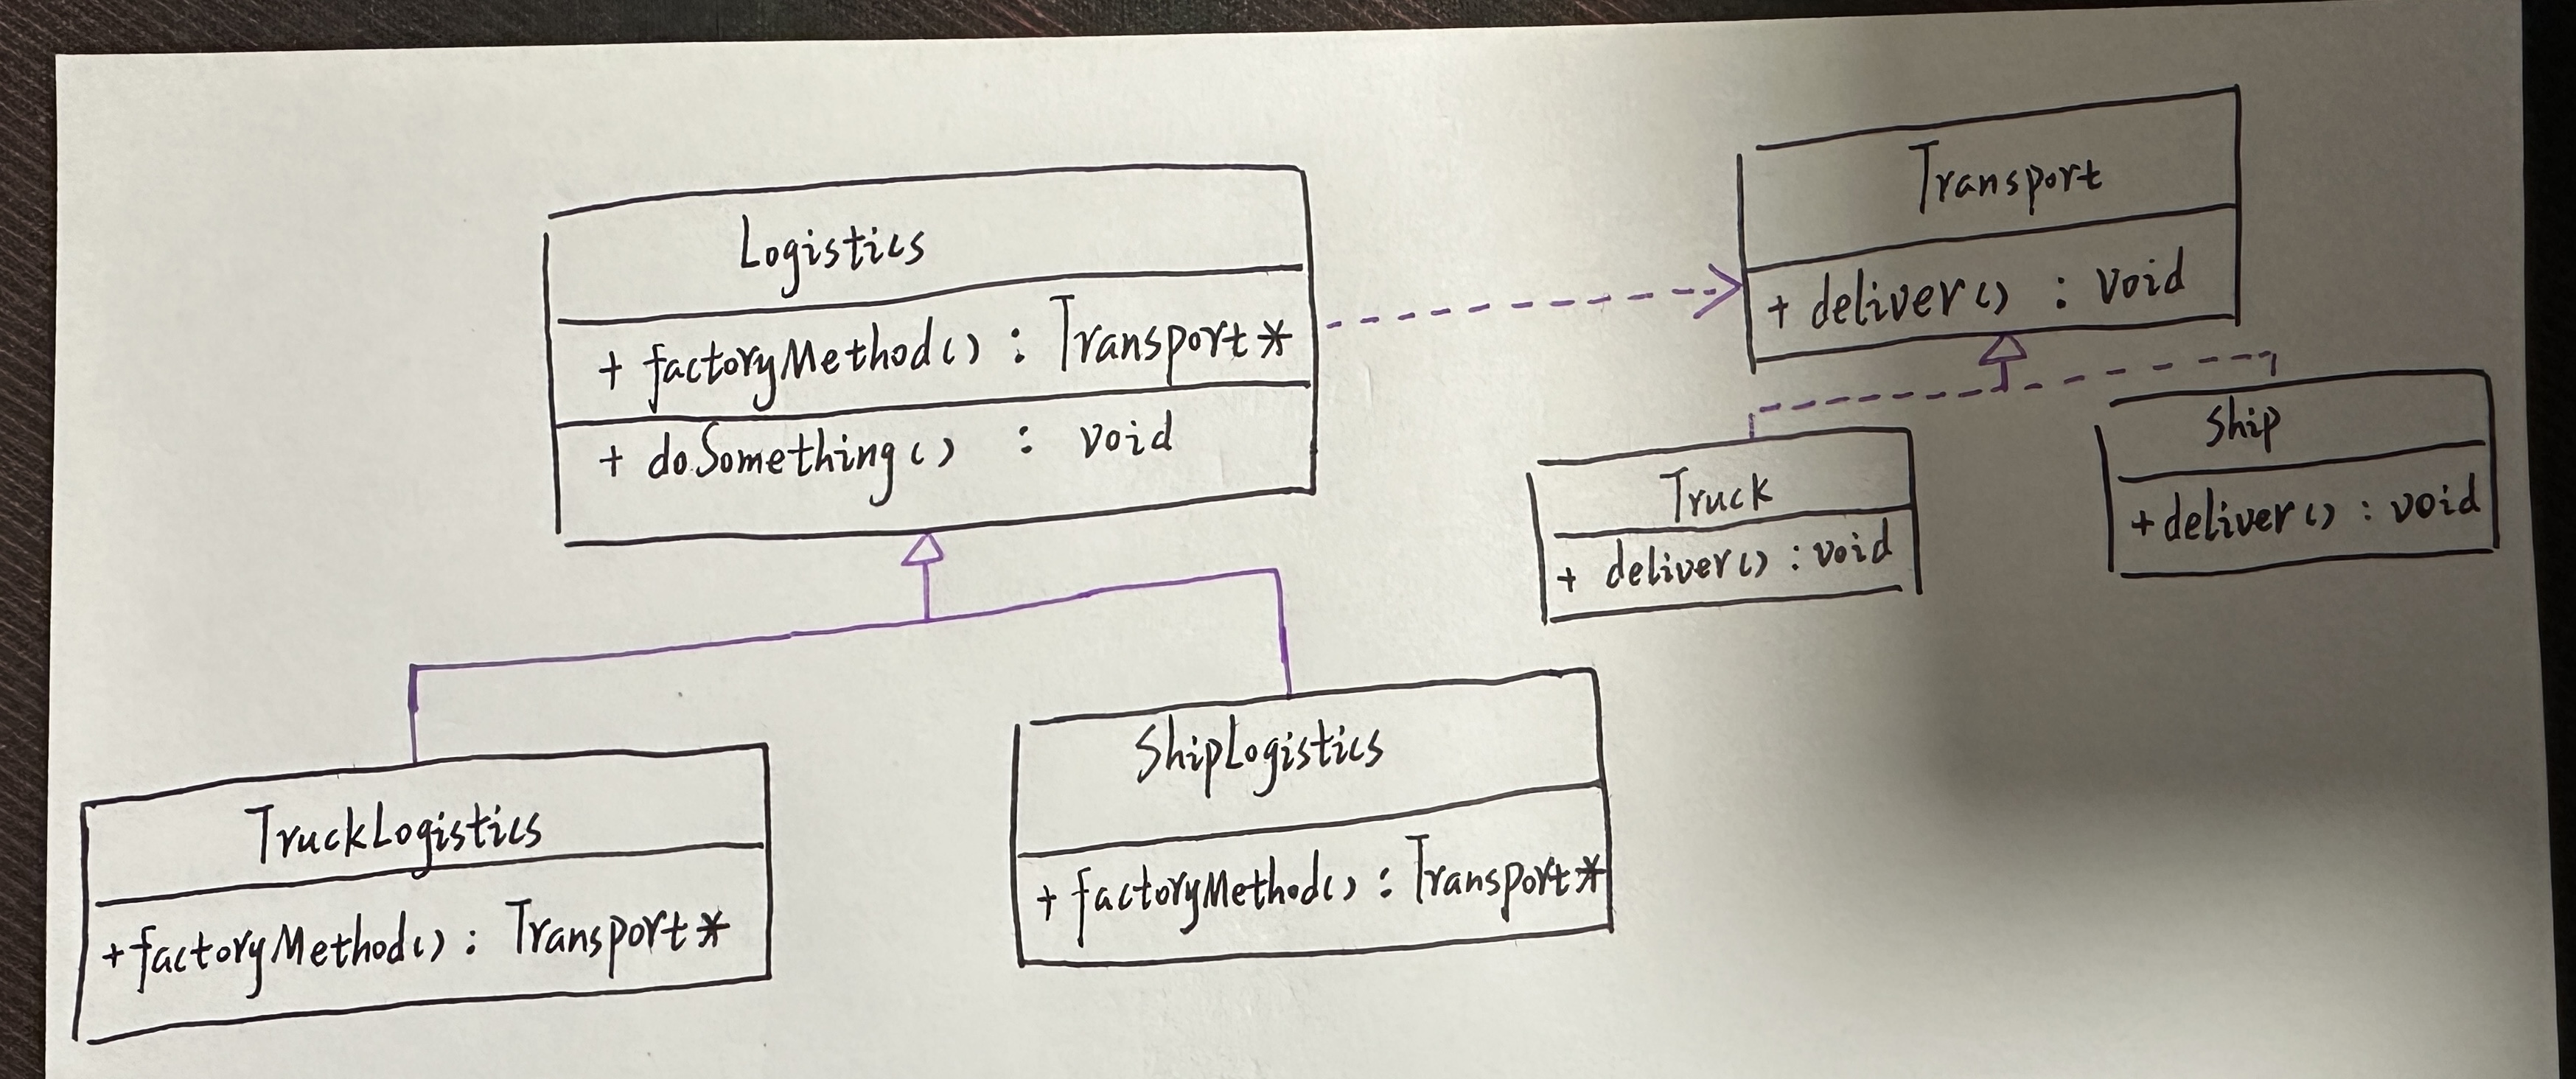 Logistics
+ factoryMethod() : Transport*
+ doSomething() : void
Transport
+ deliver() : void
Truck
+ deliver() : void
Ship
+ deliver() : void
TruckLogistics
+ factoryMethod() : Transport*
ShipLogistics
+ factoryMethod() : Transport*